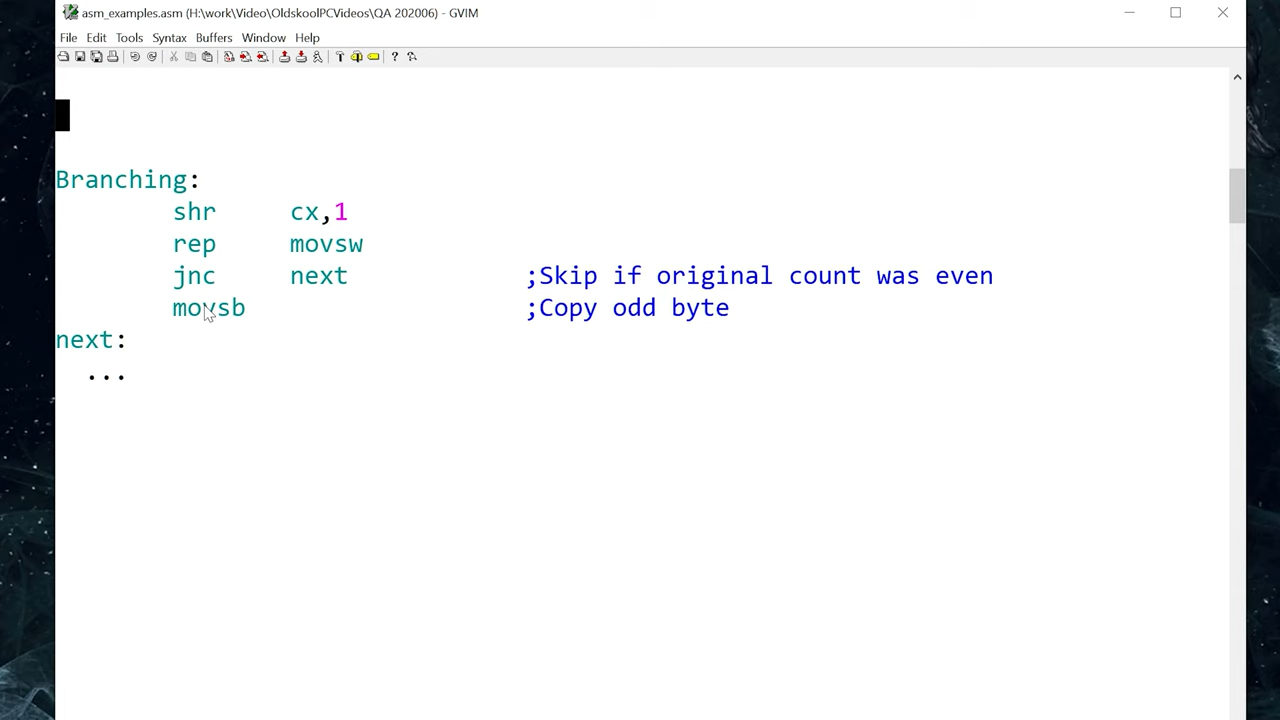 asm_examples.asm (H:\work\Video\OldskoolPCVideos\QA 202006) - GVIM
File Edit Tools Syntax Buffers Window Help
Branching:
shr cx,1
rep movsw
jnc next ;Skip if original count was even
movsb ;Copy odd byte
next:
...